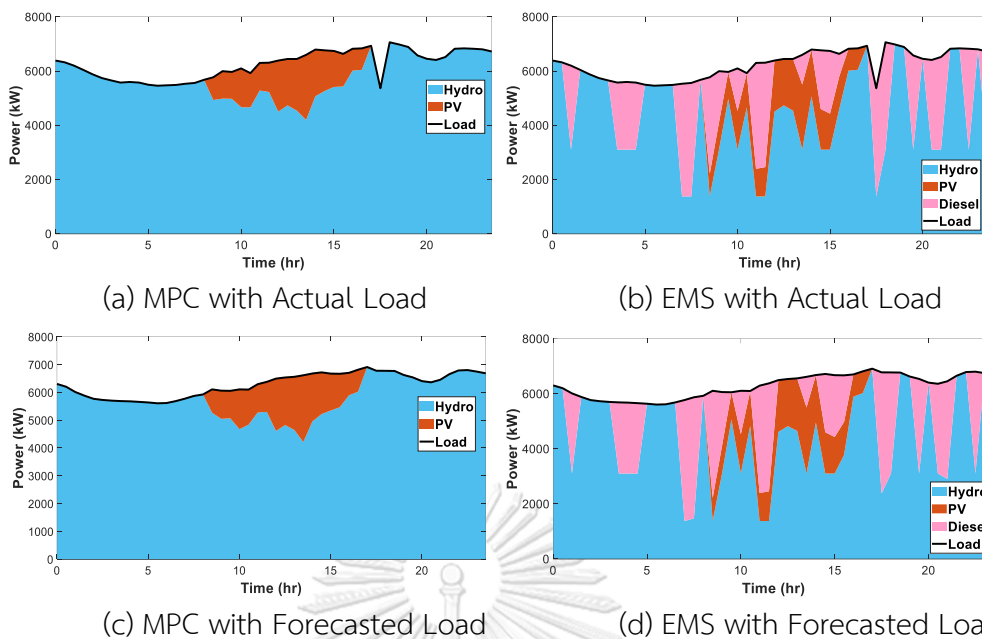 8000
6000
4000
2000
0
Power (kW)
0 5 10 15 20
Time (hr)
Hydro
PV
Load
(a) MPC with Actual Load
8000
6000
4000
2000
0
Power (kW)
0 5 10 15 20
Time (hr)
Hydro
PV
Diesel
Load
(b) EMS with Actual Load
8000
7000
6000
5000
4000
3000
2000
1000
0
Power (kW)
0 5 10 15 20
Time (hr)
Hydro
PV
Load
(c) MPC with Forecasted Load
8000
6000
4000
2000
0
Power (kW)
0 5 10 15 20
Time (hr)
Hydro
PV
Diesel
Load
(d) EMS with Forecasted Loa